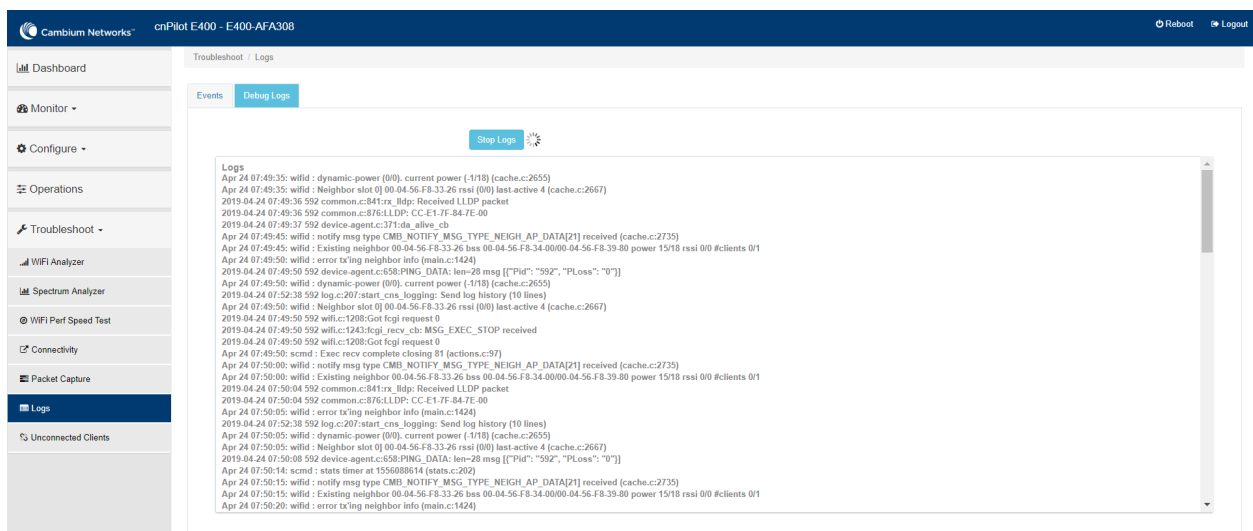 Cambium Networks™
cnPilot E400 - E400-AFA308
Reboot
Logout
Dashboard
Monitor
Configure
Operations
Troubleshoot
WiFi Analyzer
Spectrum Analyzer
WiFi Perf Speed Test
Connectivity
Packet Capture
Logs
Unconnected Clients
Troubleshoot / Logs
Events
Debug Logs
Stop Logs
Logs
Apr 24 07:49:35: wifid : dynamic-power (0/0). current power (-1/18) (cache.c:2655)
Apr 24 07:49:35: wifid : Neighbor slot 0] 00-04-56-F8-33-26 rssi (0/0) last-active 4 (cache.c:2667)
2019-04-24 07:49:36 592 common.c:841:rx_lldp: Received LLDP packet
2019-04-24 07:49:36 592 common.c:876:LLDP: CC-E1-7F-84-7E-00
2019-04-24 07:49:37 592 device-agent.c:371:da_alive_cb
Apr 24 07:49:45: wifid : notify msg type CMB_NOTIFY_MSG_TYPE_NEIGH_AP_DATA[21] received (cache.c:2735)
Apr 24 07:49:45: wifid : Existing neighbor 00-04-56-F8-33-26 bss 00-04-56-F8-34-00/00-04-56-F8-39-80 power 15/18 rssi 0/0 #clients 0/1
Apr 24 07:49:50: wifid : error tx'ing neighbor info (main.c:1424)
2019-04-24 07:49:50 592 device-agent.c:658:PING_DATA: len=28 msg [{"Pid": "592", "PLoss": "0"}]
Apr 24 07:49:50: wifid : dynamic-power (0/0). current power (-1/18) (cache.c:2655)
2019-04-24 07:52:38 592 log.c:207:start_cns_logging: Send log history (10 lines)
Apr 24 07:49:50: wifid : Neighbor slot 0] 00-04-56-F8-33-26 rssi (0/0) last-active 4 (cache.c:2667)
2019-04-24 07:49:50 592 wifi.c:1208:Got fcgi request 0
2019-04-24 07:49:50 592 wifi.c:1243:fcgi_recv_cb: MSG_EXEC_STOP received
2019-04-24 07:49:50 592 wifi.c:1208:Got fcgi request 0
Apr 24 07:49:50: scmd : Exec recv complete closing 81 (actions.c:97)
Apr 24 07:50:00: wifid : notify msg type CMB_NOTIFY_MSG_TYPE_NEIGH_AP_DATA[21] received (cache.c:2735)
Apr 24 07:50:00: wifid : Existing neighbor 00-04-56-F8-33-26 bss 00-04-56-F8-34-00/00-04-56-F8-39-80 power 15/18 rssi 0/0 #clients 0/1
2019-04-24 07:50:04 592 common.c:841:rx_lldp: Received LLDP packet
2019-04-24 07:50:04 592 common.c:876:LLDP: CC-E1-7F-84-7E-00
Apr 24 07:50:05: wifid : error tx'ing neighbor info (main.c:1424)
2019-04-24 07:52:38 592 log.c:207:start_cns_logging: Send log history (10 lines)
Apr 24 07:50:05: wifid : dynamic-power (0/0). current power (-1/18) (cache.c:2655)
Apr 24 07:50:05: wifid : Neighbor slot 0] 00-04-56-F8-33-26 rssi (0/0) last-active 4 (cache.c:2667)
2019-04-24 07:50:08 592 device-agent.c:658:PING_DATA: len=28 msg [{"Pid": "592", "PLoss": "0"}]
Apr 24 07:50:14: scmd : stats timer at 1556088614 (stats.c:202)
Apr 24 07:50:15: wifid : notify msg type CMB_NOTIFY_MSG_TYPE_NEIGH_AP_DATA[21] received (cache.c:2735)
Apr 24 07:50:15: wifid : Existing neighbor 00-04-56-F8-33-26 bss 00-04-56-F8-34-00/00-04-56-F8-39-80 power 15/18 rssi 0/0 #clients 0/1
Apr 24 07:50:20: wifid : error tx'ing neighbor info (main.c:1424)